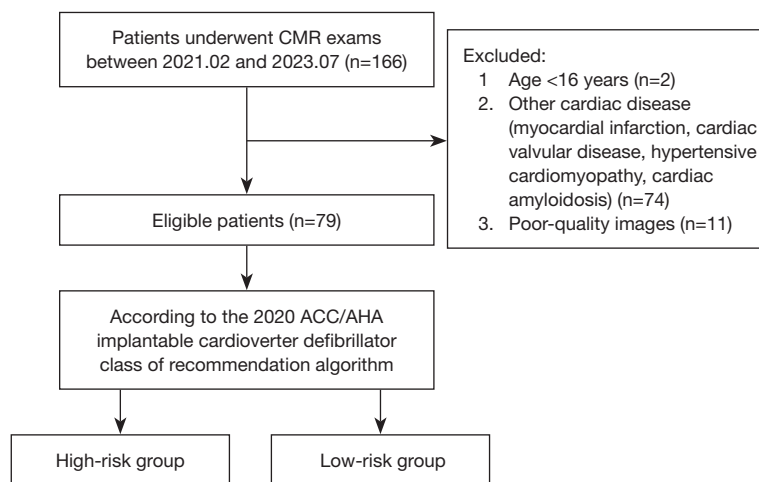 Patients underwent CMR exams
between 2021.02 and 2023.07 (n=166)
Excluded:
1 Age <16 years (n=2)
2. Other cardiac disease
(myocardial infarction, cardiac
valvular disease, hypertensive
cardiomyopathy, cardiac
amyloidosis) (n=74)
3. Poor-quality images (n=11)
Eligible patients (n=79)
According to the 2020 ACC/AHA
implantable cardioverter defibrillator
class of recommendation algorithm
High-risk group
Low-risk group